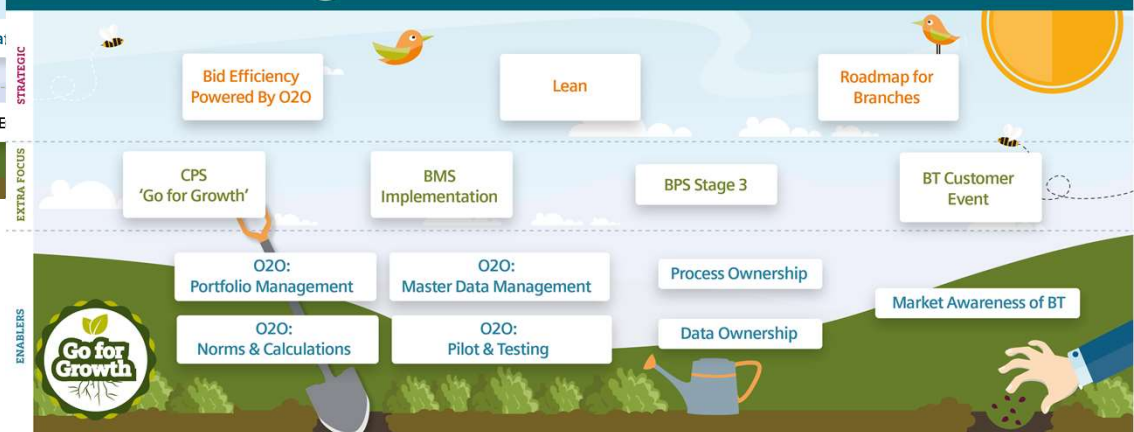 STRATEGIC
Bid Efficiency
Powered By O2O
Lean
Roadmap for
Branches
EXTRA FOCUS
CPS
‘Go for Growth’
BMS
Implementation
BPS Stage 3
BT Customer
Event
ENABLERS
O2O:
Portfolio Management
O2O:
Master Data Management
Process Ownership
Market Awareness of BT
O2O:
Norms & Calculations
O2O:
Pilot & Testing
Data Ownership
Go for
Growth